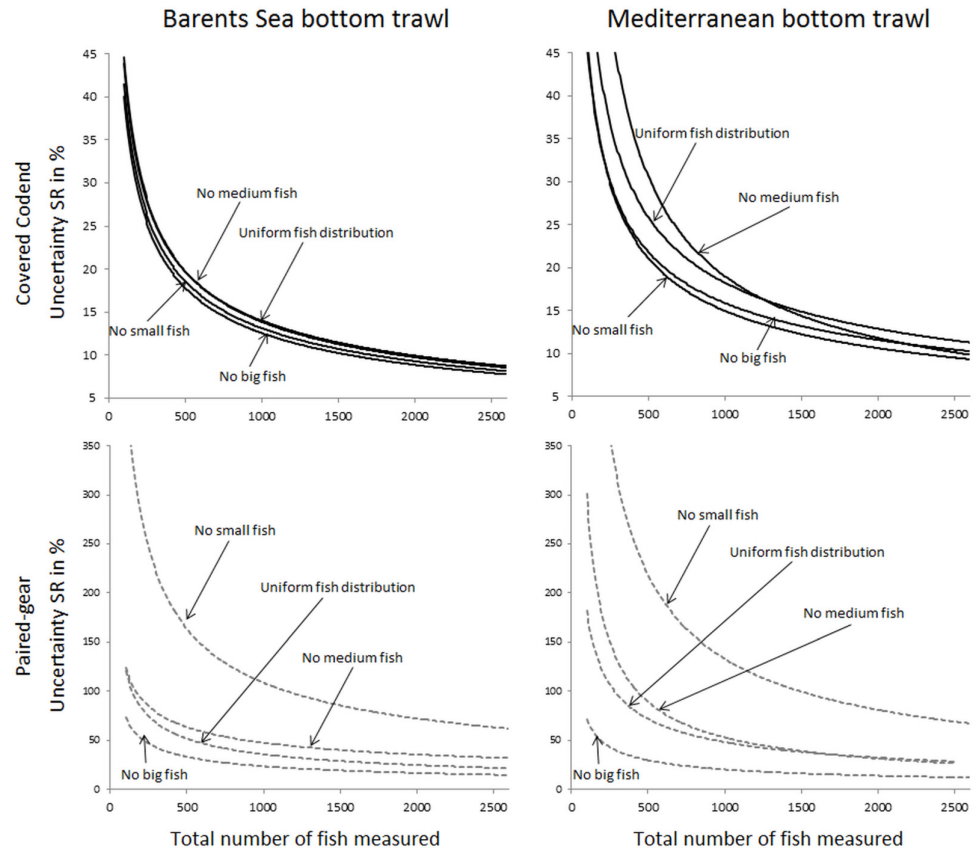 Barents Sea bottom trawl
Mediterranean bottom trawl
Covered Codend
Uncertainty SR in %
45
40
35
30
25
20
15
10
5
No medium fish
Uniform fish distribution
No small fish
No big fish
0
500
1000
1500
2000
2500
45
40
35
30
25
20
15
10
5
Uniform fish distribution
No medium fish
No small fish
No big fish
0
500
1000
1500
2000
2500
Paired-gear
Uncertainty SR in %
350
300
250
200
150
100
50
0
No small fish
Uniform fish distribution
No medium fish
No big fish
0
500
1000
1500
2000
2500
Total number of fish measured
350
300
250
200
150
100
50
0
No small fish
Uniform fish distribution
No medium fish
No big fish
0
500
1000
1500
2000
2500
Total number of fish measured